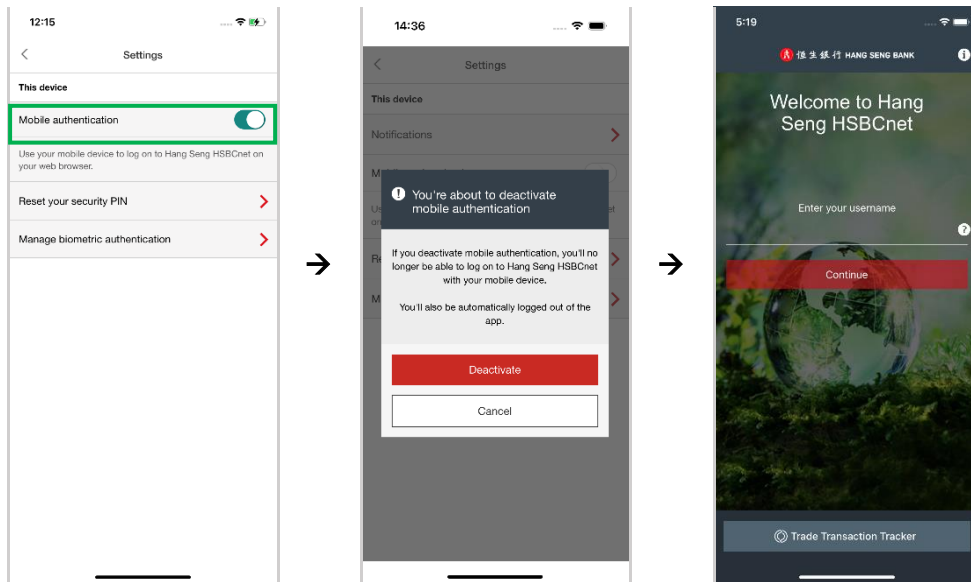 12:15
Settings
This device
Mobile authentication
Use your mobile device to log on to Hang Seng HSBCnet on
your web browser.
Reset your security PIN
Manage biometric authentication
→
14:36
Settings
This device
Notifications
You're about to deactivate
mobile authentication
If you deactivate mobile authentication, you'll no
longer be able to log on to Hang Seng HSBCnet
with your mobile device.
You'll also be automatically logged out of the
app.
Deactivate
Cancel
→
5:19
恒生銀行 HANG SENG BANK
Welcome to Hang
Seng HSBCnet
Enter your username
Continue
Trade Transaction Tracker